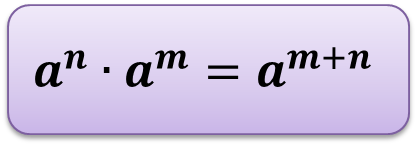 aⁿ · aᵐ = aᵐ⁺ⁿ